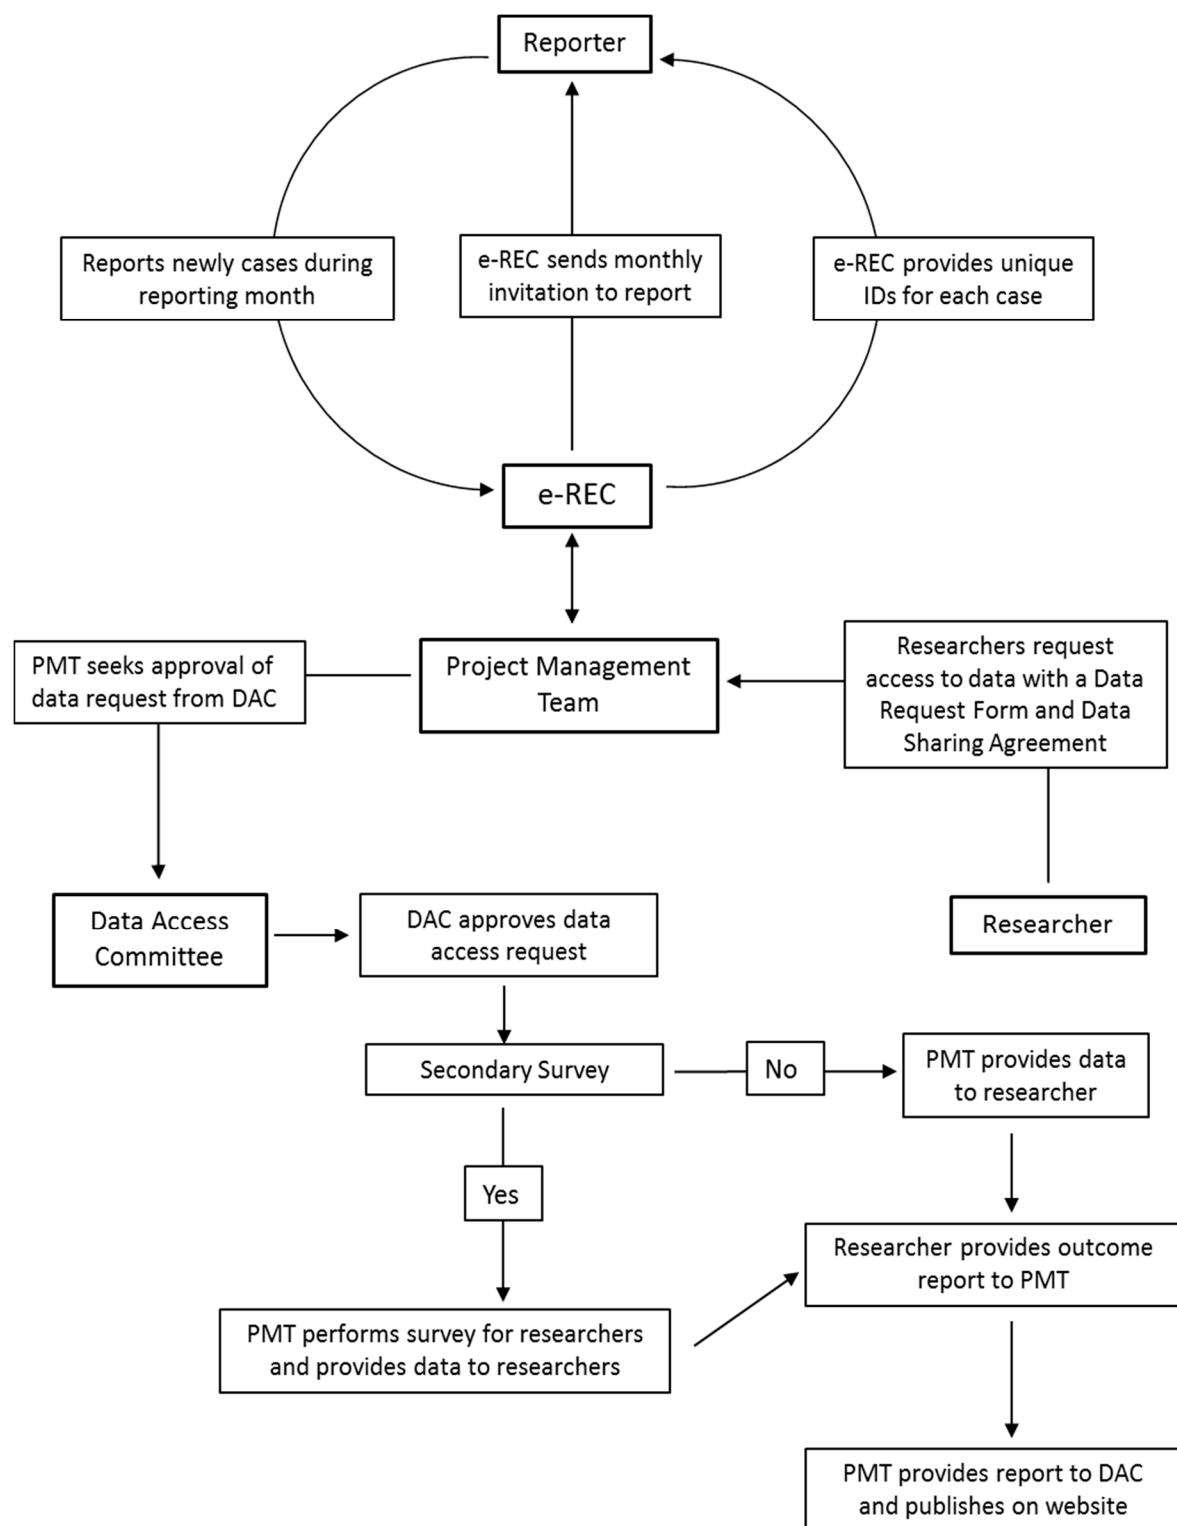 Reporter
Reports newly cases during
reporting month
e-REC sends monthly
invitation to report
e-REC provides unique
IDs for each case
e-REC
PMT seeks approval of
data request from DAC
Project Management
Team
Researchers request
access to data with a Data
Request Form and Data
Sharing Agreement
Data Access
Committee
DAC approves data
access request
Researcher
Secondary Survey
No
PMT provides data
to researcher
Yes
Researcher provides outcome
report to PMT
PMT performs survey for researchers
and provides data to researchers
PMT provides report to DAC
and publishes on website